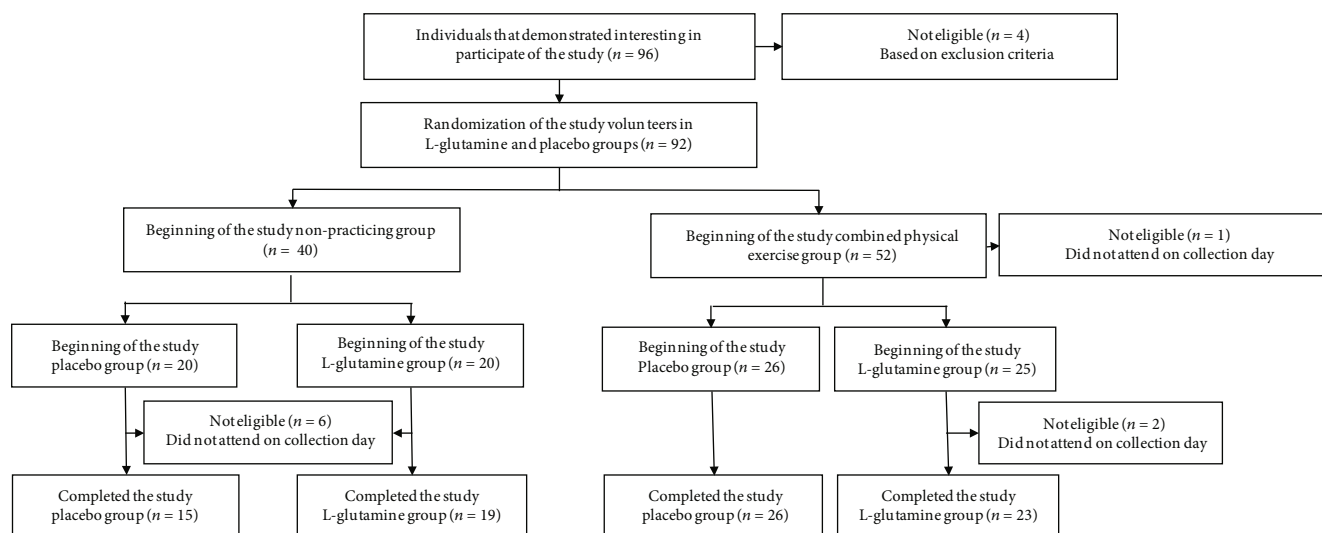 Individuals that demonstrated interesting in
participate of the study (n = 96)
Not eligible (n = 4)
Based on exclusion criteria
Randomization of the study volunteers in
L-glutamine and placebo groups (n = 92)
Beginning of the study non-practicing group
(n = 40)
Beginning of the study combined physical
exercise group (n = 52)
Not eligible (n = 1)
Did not attend on collection day
Beginning of the study
placebo group (n = 20)
Beginning of the study
L-glutamine group (n = 20)
Beginning of the study
Placebo group (n = 26)
Beginning of the study
L-glutamine group (n = 25)
Not eligible (n = 6)
Did not attend on collection day
Not eligible (n = 2)
Did not attend on collection day
Completed the study
placebo group (n = 15)
Completed the study
L-glutamine group (n = 19)
Completed the study
placebo group (n = 26)
Completed the study
L-glutamine group (n = 23)